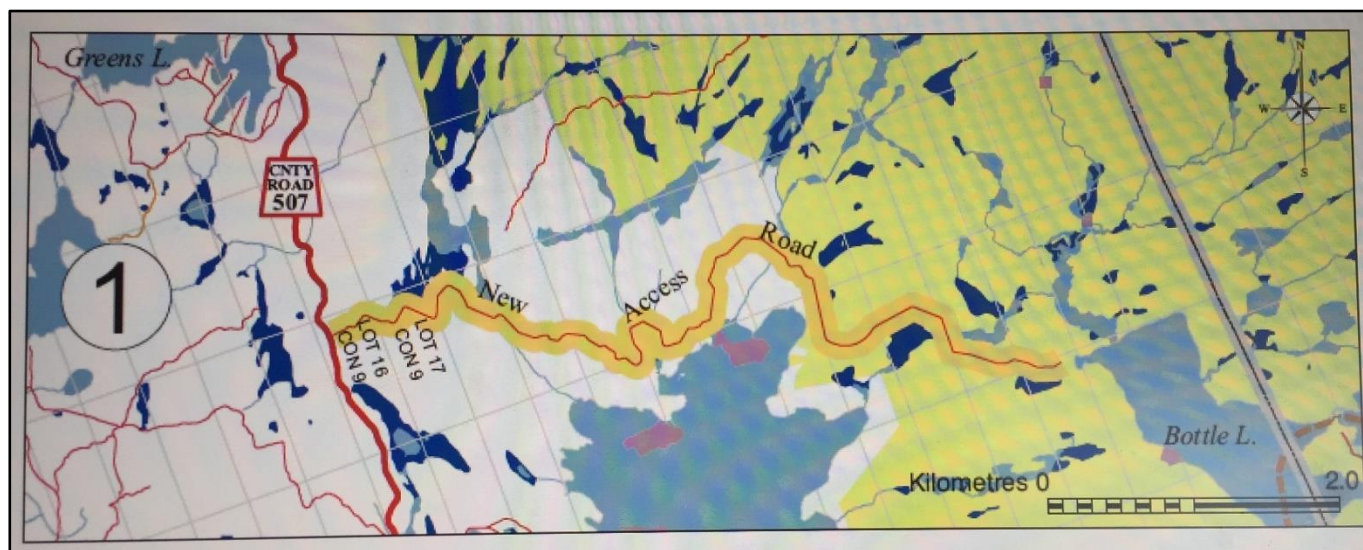 Greens L.
N
W E
S
CNTY
ROAD
507
1
New Access Road
LOT 16
CON 9
LOT 17
CON 9
Bottle L.
Kilometres 0 2.0